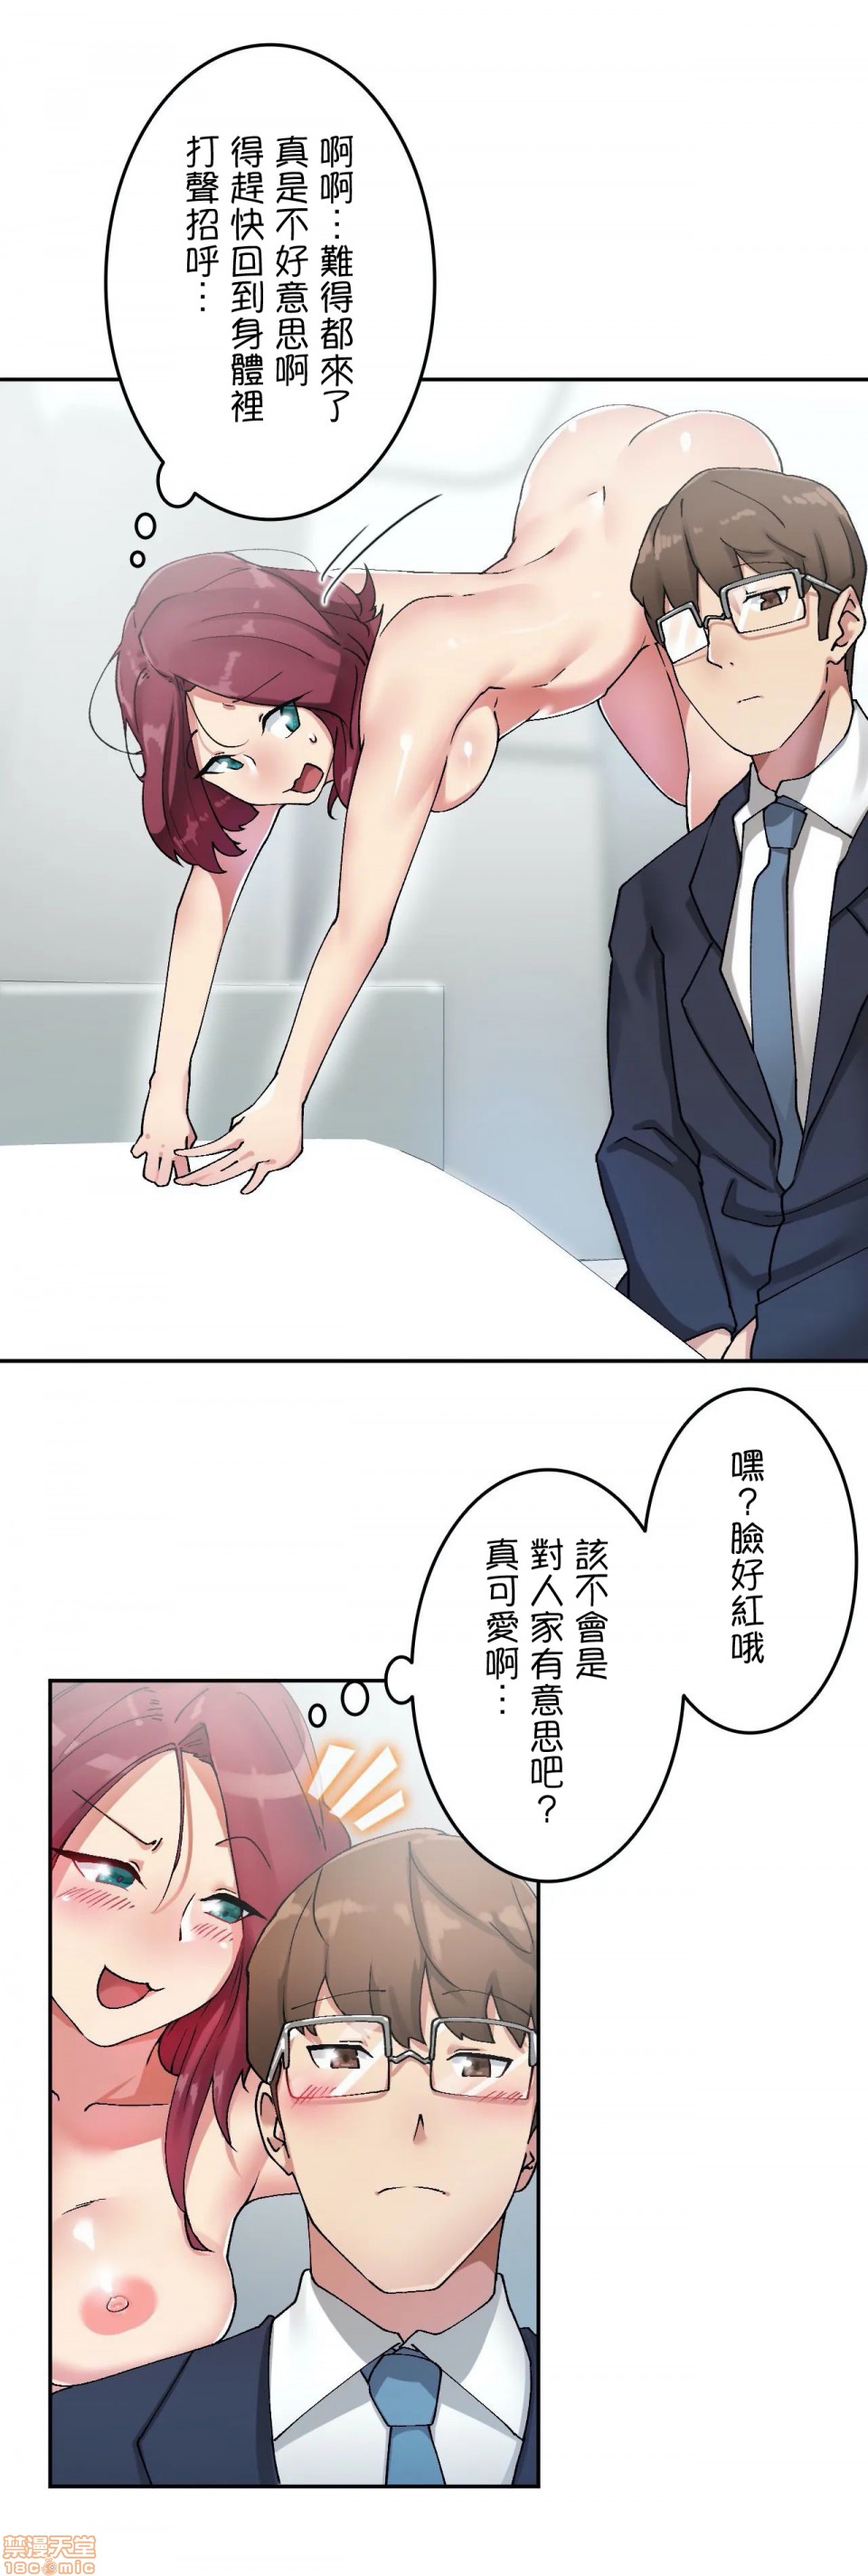 啊啊…難得都來了
真是不好意思啊
得趕快回到身體裡
打聲招呼…
嘿？臉好紅哦
該不會是
對人家有意思吧？
真可愛啊…
禁漫天堂
18comic